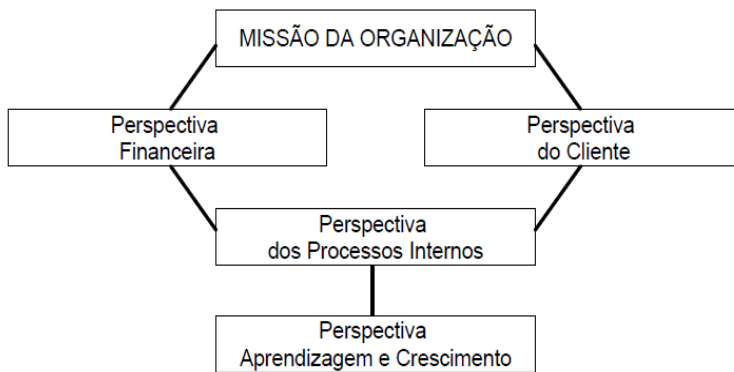 MISSÃO DA ORGANIZAÇÃO
Perspectiva
Financeira
Perspectiva
do Cliente
Perspectiva
dos Processos Internos
Perspectiva
Aprendizagem e Crescimento